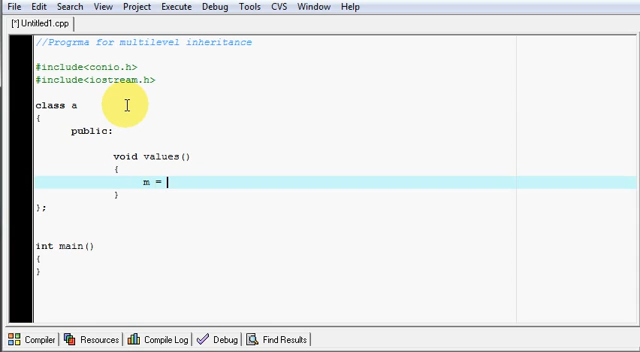 File Edit Search View Project Execute Debug Tools CVS Window Help
[*] Untitled1.cpp
//Progrma for multilevel inheritance
#include<conio.h>
#include<iostream.h>
class a
{
public:
void values()
{
m =
}
};
int main()
{
}
Compiler Resources Compile Log Debug Find Results